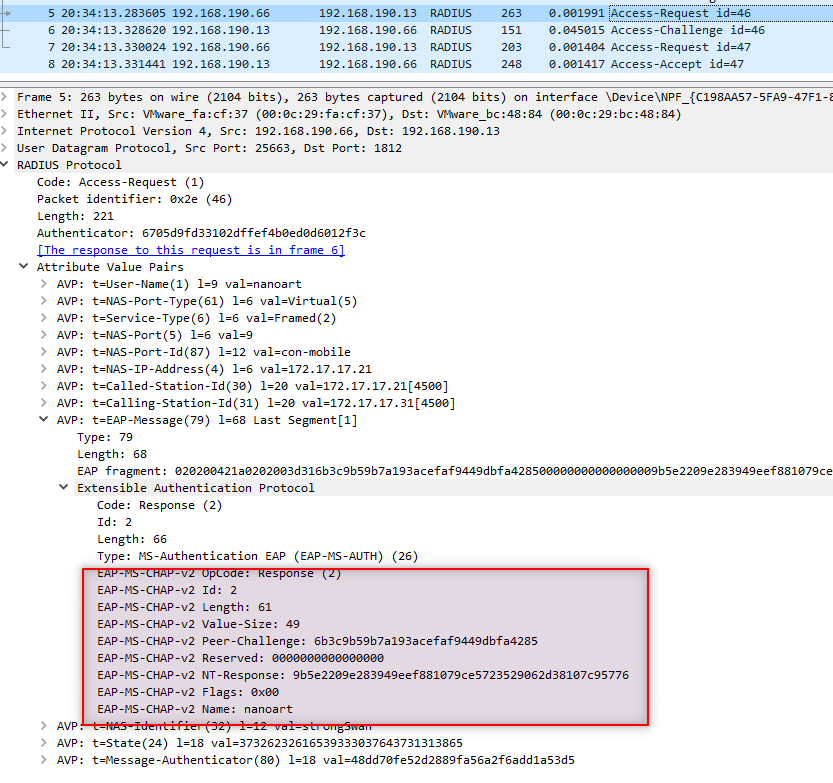 5 20:34:13.283605 192.168.190.66 192.168.190.13 RADIUS 263 0.001991 Access-Request id=46
6 20:34:13.328620 192.168.190.13 192.168.190.66 RADIUS 151 0.045015 Access-Challenge id=46
7 20:34:13.330024 192.168.190.66 192.168.190.13 RADIUS 203 0.001404 Access-Request id=47
8 20:34:13.331441 192.168.190.13 192.168.190.66 RADIUS 248 0.001417 Access-Accept id=47
Frame 5: 263 bytes on wire (2104 bits), 263 bytes captured (2104 bits) on interface \Device\NPF_{C198AA57-5FA9-47F1-8
Ethernet II, Src: VMware_fa:cf:37 (00:0c:29:fa:cf:37), Dst: VMware_bc:48:84 (00:0c:29:bc:48:84)
Internet Protocol Version 4, Src: 192.168.190.66, Dst: 192.168.190.13
User Datagram Protocol, Src Port: 25663, Dst Port: 1812
RADIUS Protocol
Code: Access-Request (1)
Packet identifier: 0x2e (46)
Length: 221
Authenticator: 6705d9fd33102dffef4b0ed0d6012f3c
[The response to this request is in frame 6]
Attribute Value Pairs
AVP: t=User-Name(1) l=9 val=nanoart
AVP: t=NAS-Port-Type(61) l=6 val=Virtual(5)
AVP: t=Service-Type(6) l=6 val=Framed(2)
AVP: t=NAS-Port(5) l=6 val=9
AVP: t=NAS-Port-Id(87) l=12 val=con-mobile
AVP: t=NAS-IP-Address(4) l=6 val=172.17.17.21
AVP: t=Called-Station-Id(30) l=20 val=172.17.17.21[4500]
AVP: t=Calling-Station-Id(31) l=20 val=172.17.17.31[4500]
AVP: t=EAP-Message(79) l=68 Last Segment[1]
Type: 79
Length: 68
EAP fragment: 020200421a0202003d316b3c9b59b7a193acefaf9449dbfa428500000000000000009b5e2209e283949eef881079ce
Extensible Authentication Protocol
Code: Response (2)
Id: 2
Length: 66
Type: MS-Authentication EAP (EAP-MS-AUTH) (26)
EAP-MS-CHAP-v2 OpCode: Response (2)
EAP-MS-CHAP-v2 Id: 2
EAP-MS-CHAP-v2 Length: 61
EAP-MS-CHAP-v2 Value-Size: 49
EAP-MS-CHAP-v2 Peer-Challenge: 6b3c9b59b7a193acefaf9449dbfa4285
EAP-MS-CHAP-v2 Reserved: 0000000000000000
EAP-MS-CHAP-v2 NT-Response: 9b5e2209e283949eef881079ce5723529062d38107c95776
EAP-MS-CHAP-v2 Flags: 0x00
EAP-MS-CHAP-v2 Name: nanoart
AVP: t=NAS-Identifier(32) l=12 val=strongSwan
AVP: t=State(24) l=18 val=37326232616539333037643731313865
AVP: t=Message-Authenticator(80) l=18 val=48dd70fe52d2889fa56a2f6add1a53d5